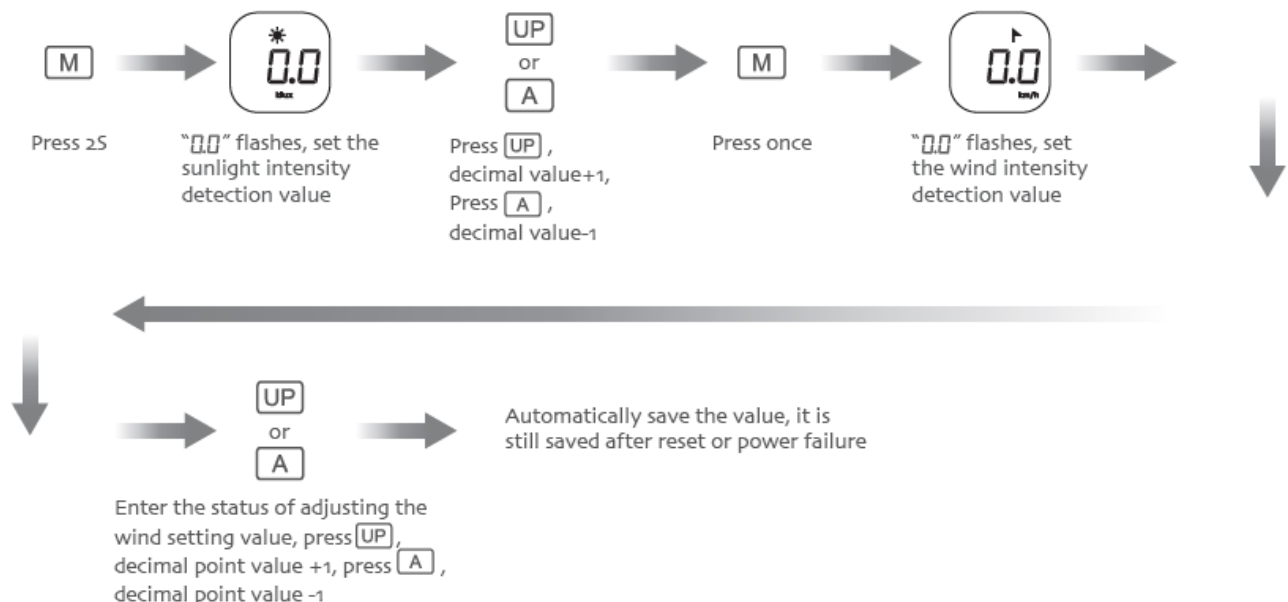 M
☀
0.0
klux
UP
or
A
M
0.0
km/h
Press 2S
"0.0" flashes, set the
sunlight intensity
detection value
Press UP ,
decimal value+1,
Press A ,
decimal value-1
Press once
"0.0" flashes, set
the wind intensity
detection value
UP
or
A
Enter the status of adjusting the
wind setting value, press UP,
decimal point value +1, press A ,
decimal point value -1
Automatically save the value, it is
still saved after reset or power failure